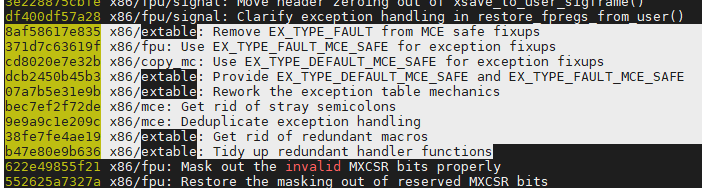 3e228875cbfe x86/fpu/signal: Move header zeroing out of xsave_to_user_sigframe()
df400df57a28 x86/fpu/signal: Clarify exception handling in restore_fpregs_from_user()
8af58617e835 x86/extable: Remove EX_TYPE_FAULT from MCE safe fixups
371d7c63619f x86/fpu: Use EX_TYPE_FAULT_MCE_SAFE for exception fixups
cd8020e7e32b x86/copy_mc: Use EX_TYPE_DEFAULT_MCE_SAFE for exception fixups
dcb2450b45b3 x86/extable: Provide EX_TYPE_DEFAULT_MCE_SAFE and EX_TYPE_FAULT_MCE_SAFE
07a7b5e31e9b x86/extable: Rework the exception table mechanics
bec7ef2f72de x86/mce: Get rid of stray semicolons
9e9a9c1e209c x86/mce: Deduplicate exception handling
38fe7fe4ae19 x86/extable: Get rid of redundant macros
b47e80e9b636 x86/extable: Tidy up redundant handler functions
622e49855f21 x86/fpu: Mask out the invalid MXCSR bits properly
552625a7327a x86/fpu: Restore the masking out of reserved MXCSR bits